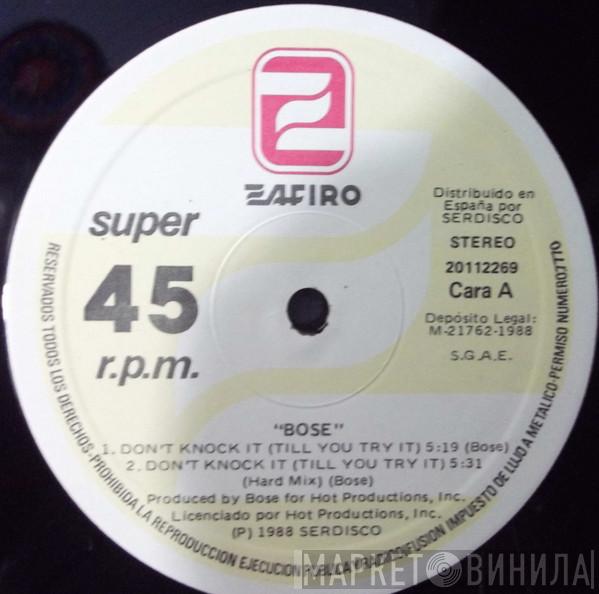 ZAFIRO
super
45
r.p.m.
Distribuido en
España por
SERDISCO
STEREO
20112269
Cara A
Depósito Legal:
M-21762-1988
S.G.A.E.
"BOSE"
1. DON'T KNOCK IT (TILL YOU TRY IT) 5:19 (Bose)
2. DON'T KNOCK IT (TILL YOU TRY IT) 5:31
(Hard Mix) (Bose)
Produced by Bose for Hot Productions, Inc.
Licenciado por Hot Productions, Inc.
(P) 1988 SERDISCO
RESERVADOS TODOS LOS DERECHOS-PROHIBIDA LA REPRODUCCION EJECUCION PUBLICA Y RADIODIFUSION IMPUESTO DE LUJO A METALICO-PERMISO NUMERO 7770
МАРКЕТ ВИНИЛА